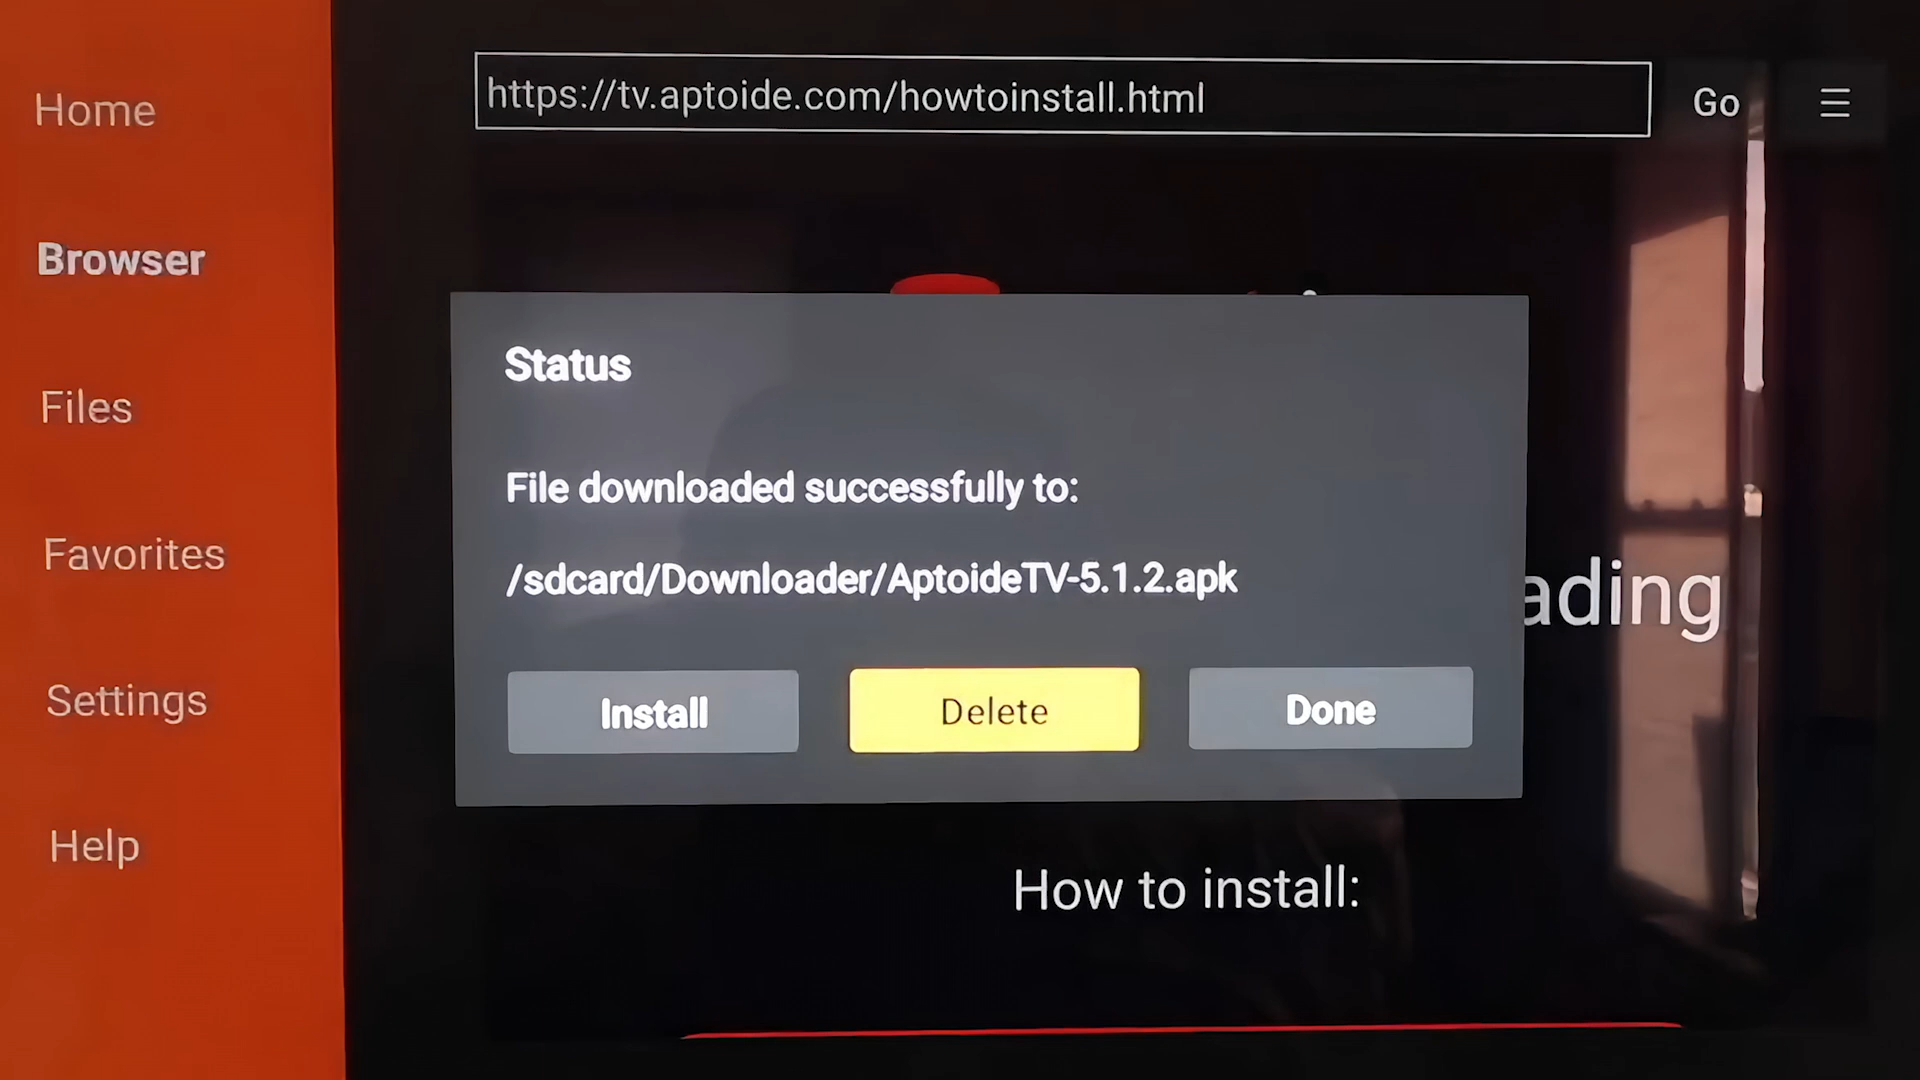 Home
Browser
Files
Favorites
Settings
Help
https://tv.aptoide.com/howtoinstall.html
Go
Status
File downloaded successfully to:
/sdcard/Downloader/AptoideTV-5.1.2.apk
Install
Delete
Done
How to install: